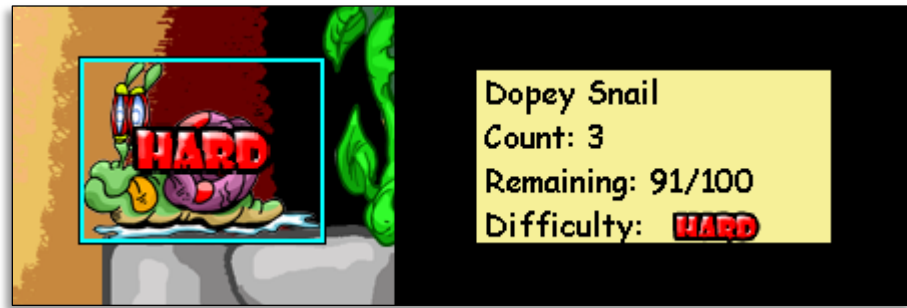 HARD
Dopey Snail
Count: 3
Remaining: 91/100
Difficulty: HARD